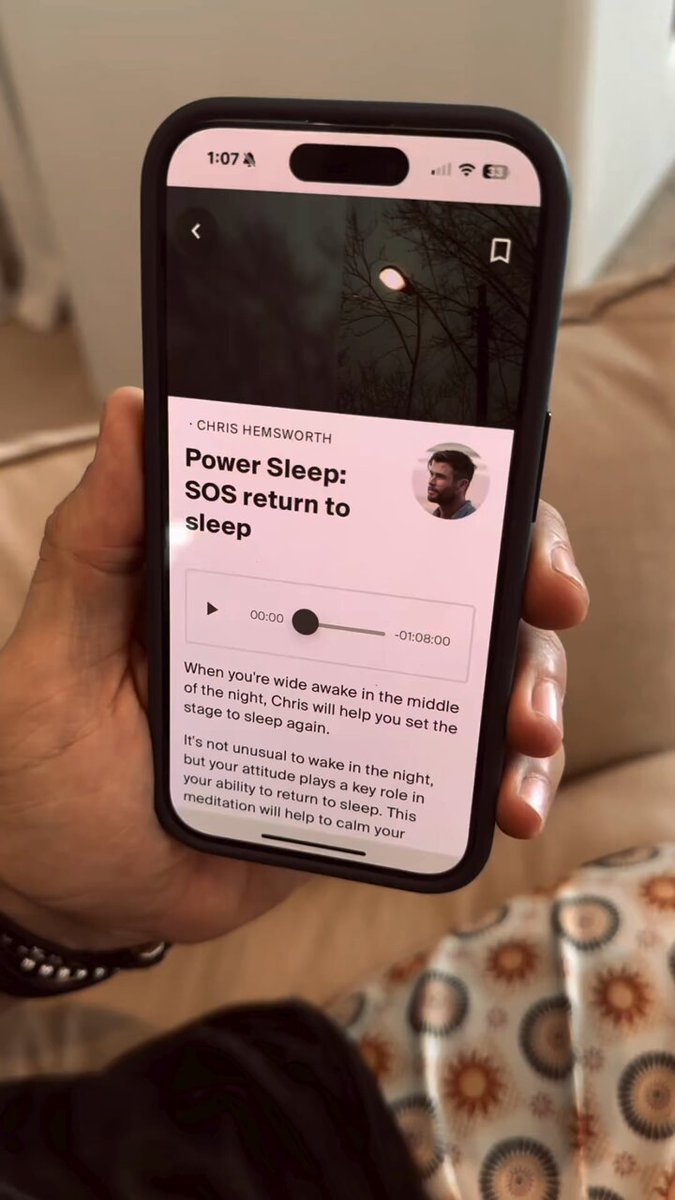 1:07 33
· CHRIS HEMSWORTH
Power Sleep:
SOS return to
sleep
00:00 -01:08:00
When you're wide awake in the middle
of the night, Chris will help you set the
stage to sleep again.
It's not unusual to wake in the night,
but your attitude plays a key role in
your ability to return to sleep. This
meditation will help to calm your